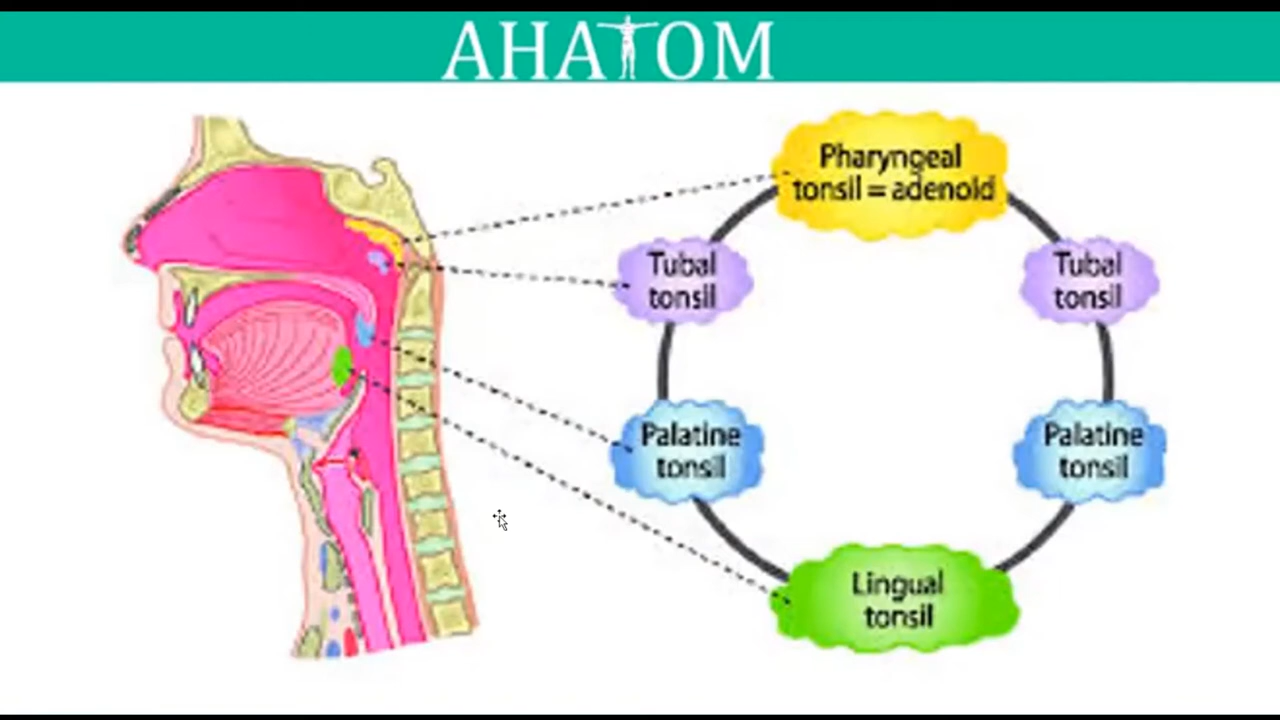 AHATOM
Pharyngeal
tonsil = adenoid
Tubal
tonsil
Tubal
tonsil
Palatine
tonsil
Palatine
tonsil
Lingual
tonsil